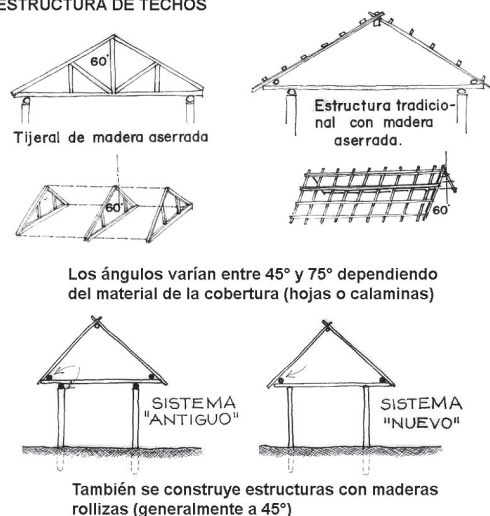 ESTRUCTURA DE TECHOS
60°
Tijeral de madera aserrada
Estructura tradicio-
nal con madera
aserrada.
60°
60°
Los ángulos varían entre 45° y 75° dependiendo
del material de la cobertura (hojas o calaminas)
SISTEMA
"ANTIGUO"
SISTEMA
"NUEVO"
También se construye estructuras con maderas
rollizas (generalmente a 45°)